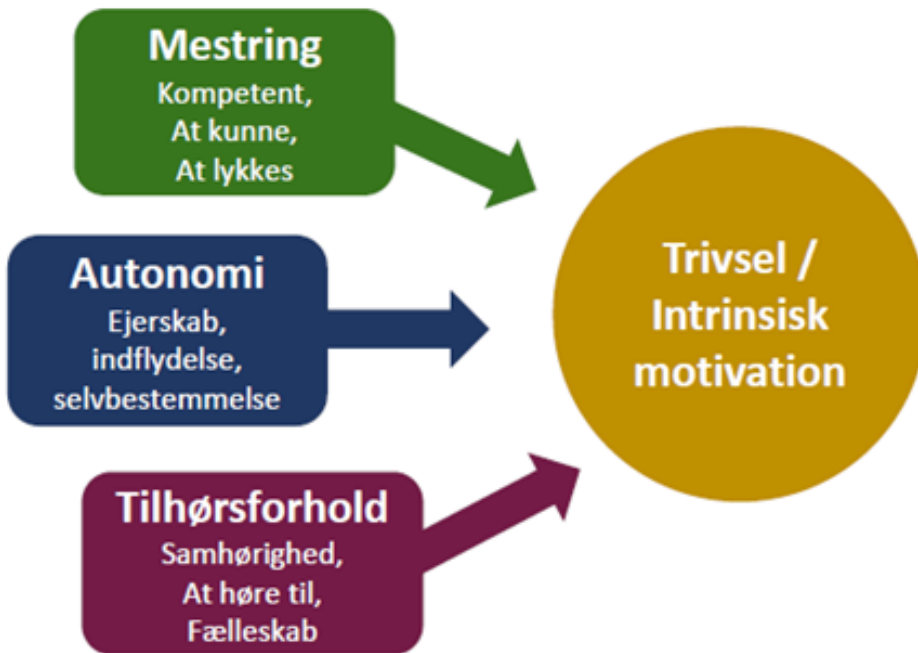 Mestring
Kompetent,
At kunne,
At lykkes
Autonomi
Ejerskab,
indflydelse,
selvbestemmelse
Tilhørsforhold
Samhørighed,
At høre til,
Fælleskab
Trivsel /
Intrinsisk
motivation